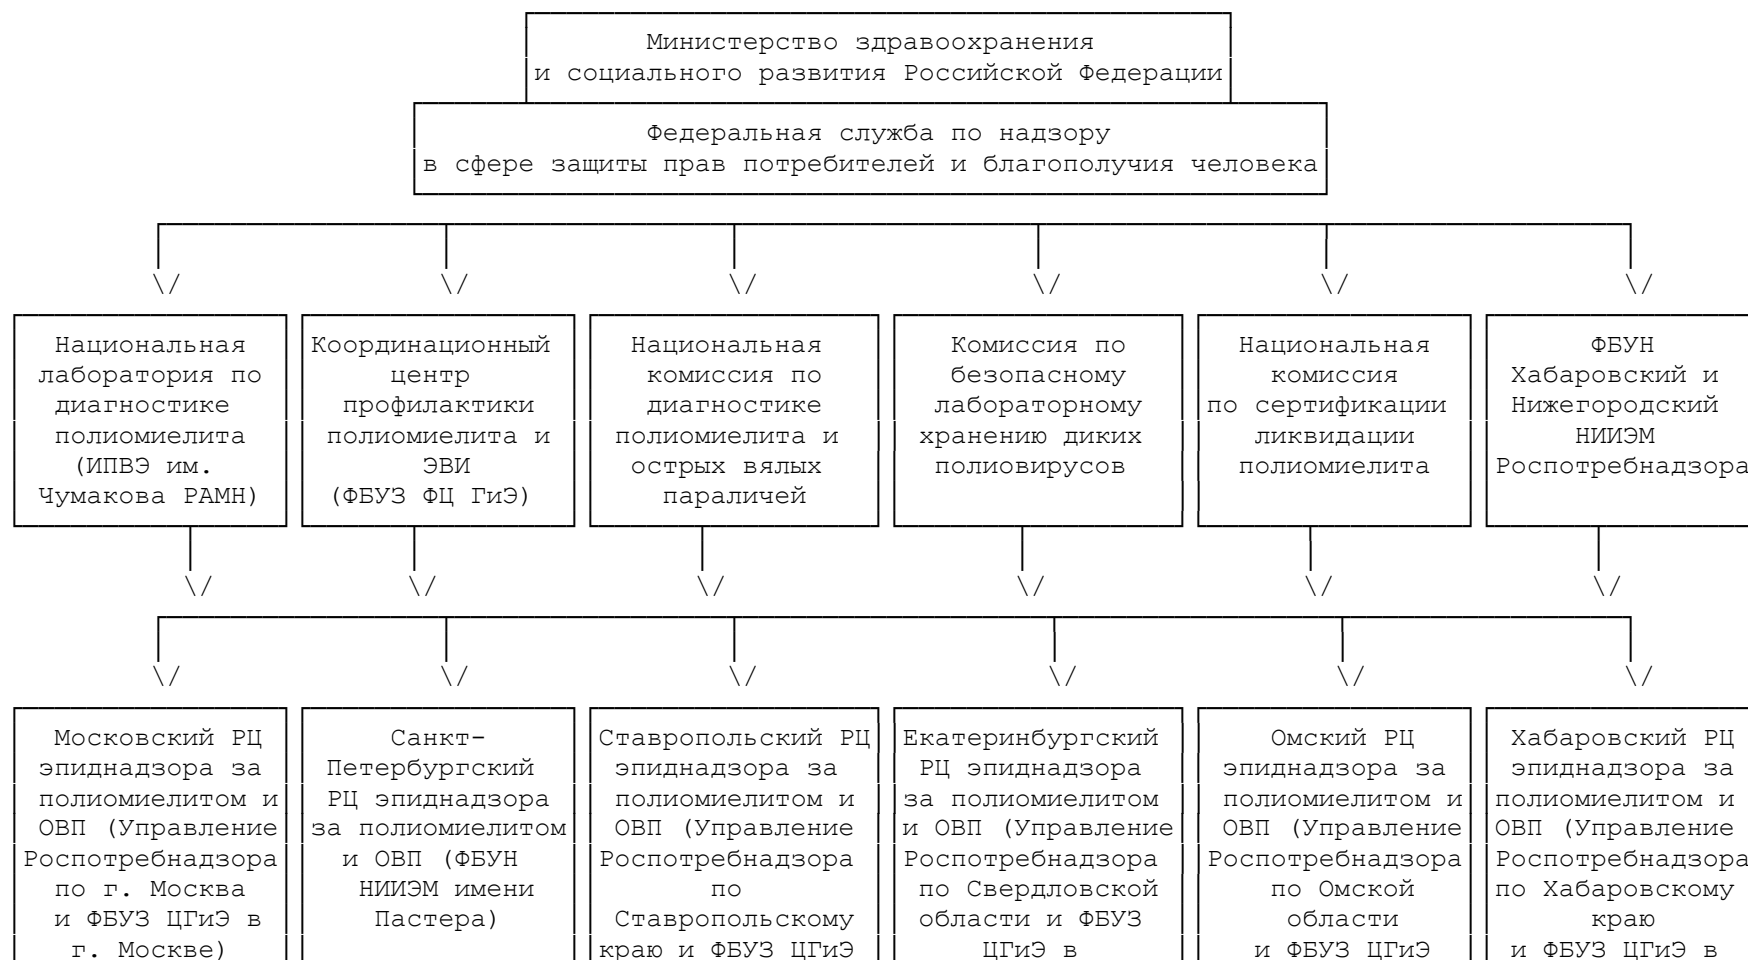 Министерство здравоохранения
и социального развития Российской Федерации
Федеральная служба по надзору
в сфере защиты прав потребителей и благополучия человека
Национальная
лаборатория по
диагностике
полиомиелита
(ИПВЭ им.
Чумакова РАМН)
Координационный
центр
профилактики
полиомиелита и
ЭВИ
(ФБУЗ ФЦ ГиЭ)
Национальная
комиссия по
диагностике
полиомиелита и
острых вялых
параличей
Комиссия по
безопасному
лабораторному
хранению диких
полиовирусов
Национальная
комиссия
по сертификации
ликвидации
полиомиелита
ФБУН
Хабаровский и
Нижегородский
НИИЭМ
Роспотребнадзора
Московский РЦ
эпиднадзора за
полиомиелитом и
ОВП (Управление
Роспотребнадзора
по г. Москва
и ФБУЗ ЦГиЭ в
г. Москве)
Санкт-
Петербургский
РЦ эпиднадзора
за полиомиелитом
и ОВП (ФБУН
НИИЭМ имени
Пастера)
Ставропольский РЦ
эпиднадзора за
полиомиелитом и
ОВП (Управление
Роспотребнадзора
по
Ставропольскому
краю и ФБУЗ ЦГиЭ
Екатеринбургский
РЦ эпиднадзора
за полиомиелитом
и ОВП (Управление
Роспотребнадзора
по Свердловской
области и ФБУЗ
ЦГиЭ в
Омский РЦ
эпиднадзора за
полиомиелитом и
ОВП (Управление
Роспотребнадзора
по Омской
области
и ФБУЗ ЦГиЭ
Хабаровский РЦ
эпиднадзора за
полиомиелитом и
ОВП (Управление
Роспотребнадзора
по Хабаровскому
краю
и ФБУЗ ЦГиЭ в